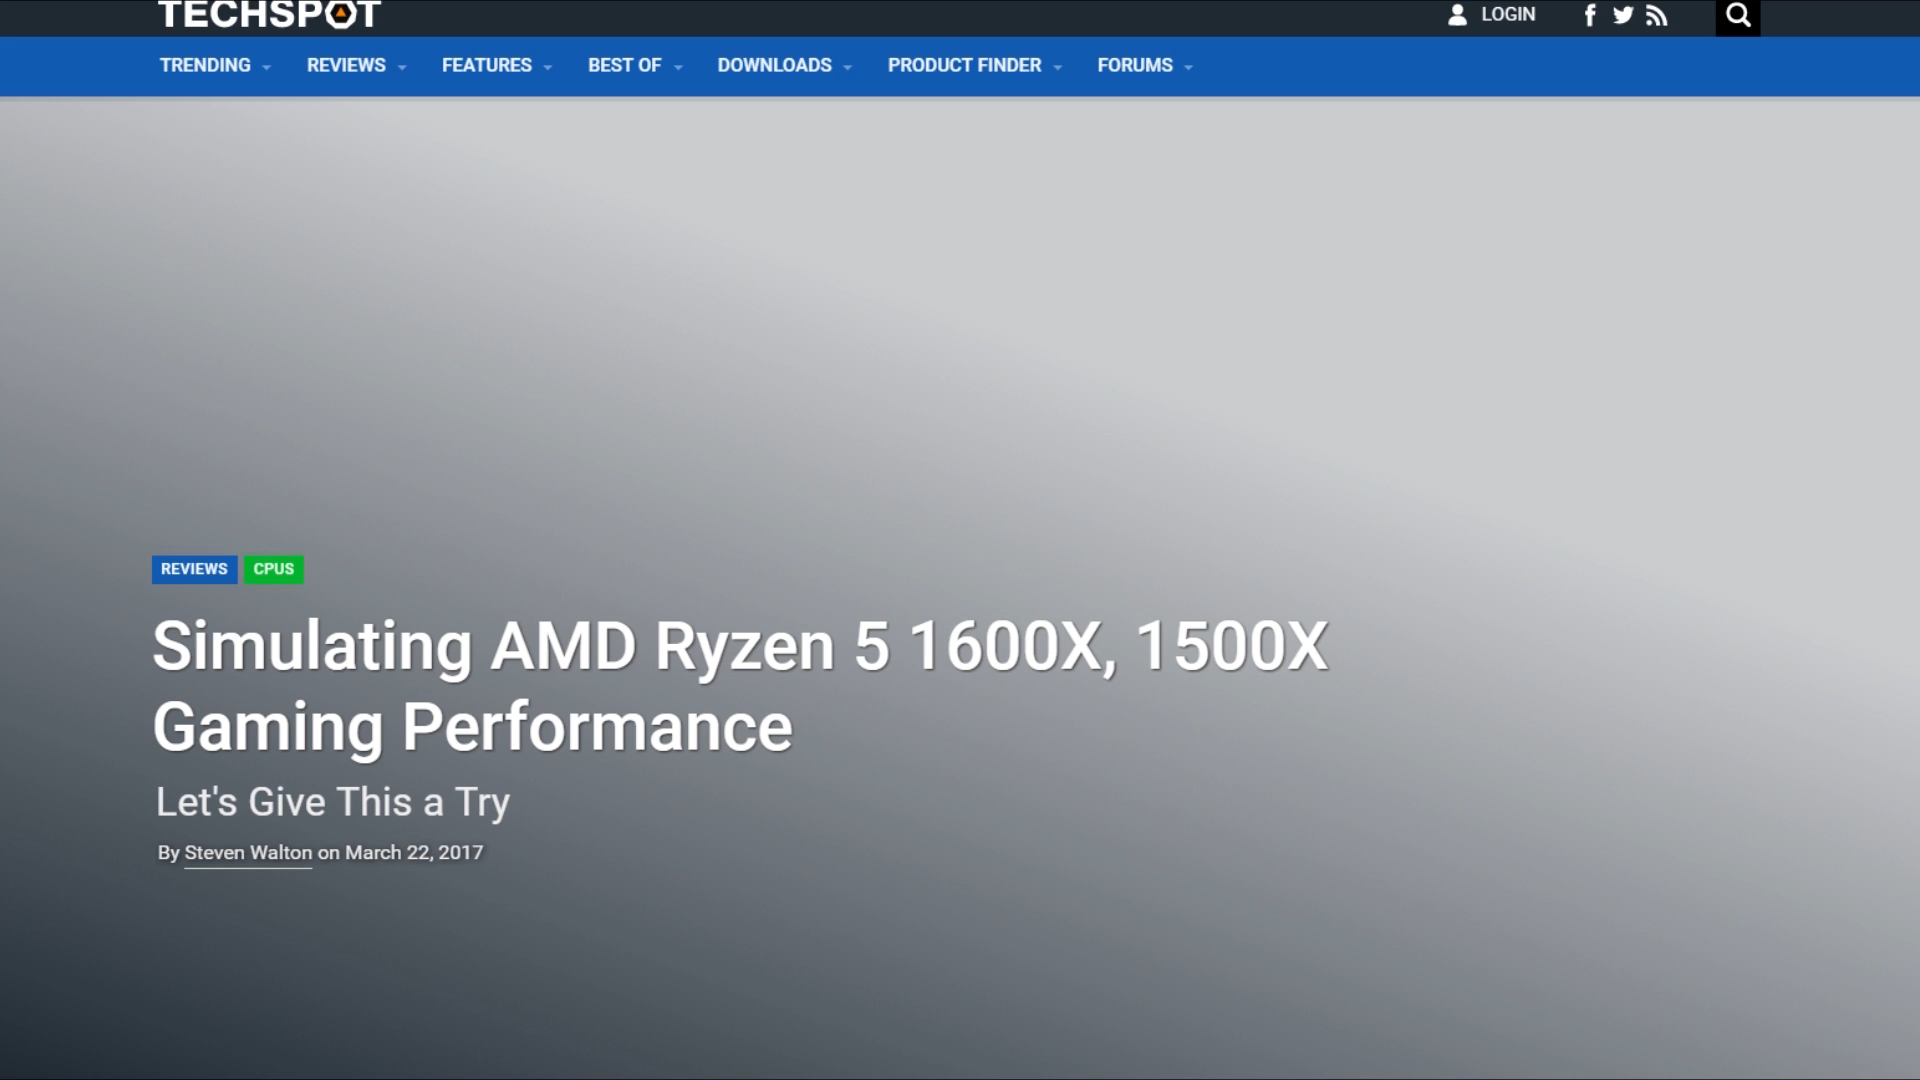 TECHSPOT
LOGIN
TRENDING REVIEWS FEATURES BEST OF DOWNLOADS PRODUCT FINDER FORUMS
REVIEWS CPUS
Simulating AMD Ryzen 5 1600X, 1500X
Gaming Performance
Let's Give This a Try
By Steven Walton on March 22, 2017